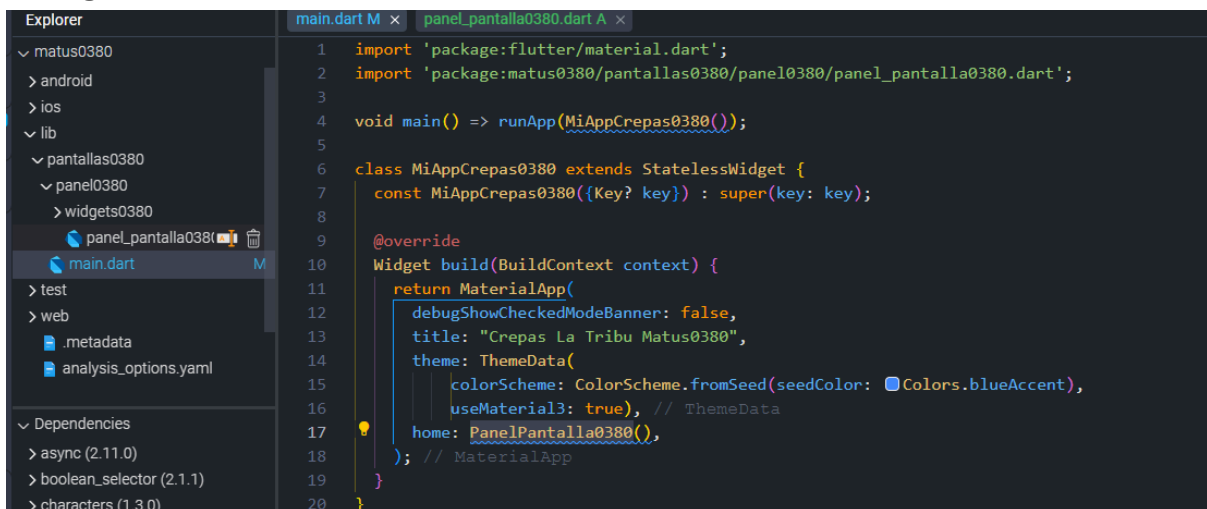 Explorer
matus0380
android
ios
lib
pantallas0380
panel0380
widgets0380
panel_pantalla038(
main.dart M
test
web
.metadata
analysis_options.yaml
Dependencies
async (2.11.0)
boolean_selector (2.1.1)
characters (1.3.0)
main.dart M × panel_pantalla0380.dart A ×
1 import 'package:flutter/material.dart';
2 import 'package:matus0380/pantallas0380/panel0380/panel_pantalla0380.dart';
3
4 void main() => runApp(MiAppCrepas0380());
5
6 class MiAppCrepas0380 extends StatelessWidget {
7 const MiAppCrepas0380({Key? key}) : super(key: key);
8
9 @override
10 Widget build(BuildContext context) {
11 return MaterialApp(
12 debugShowCheckedModeBanner: false,
13 title: "Crepas La Tribu Matus0380",
14 theme: ThemeData(
15 colorScheme: ColorScheme.fromSeed(seedColor: Colors.blueAccent),
16 useMaterial3: true), // ThemeData
17 home: PanelPantalla0380(),
18 ); // MaterialApp
19 }
20 }